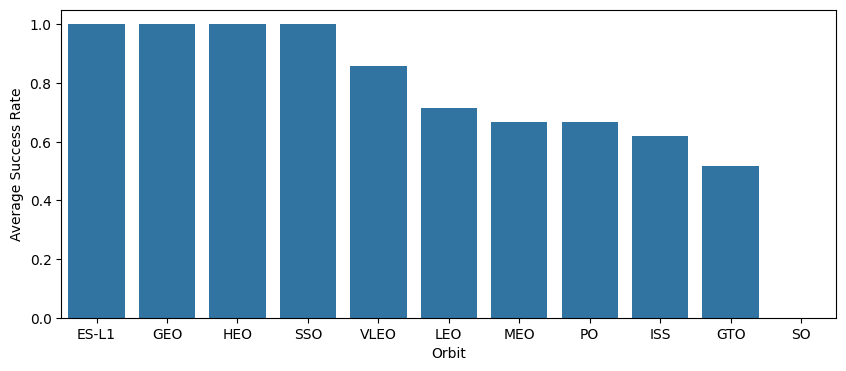 1.0
0.8
0.6
0.4
0.2
0.0
Average Success Rate
ES-L1 GEO HEO SSO VLEO LEO MEO PO ISS GTO SO
Orbit